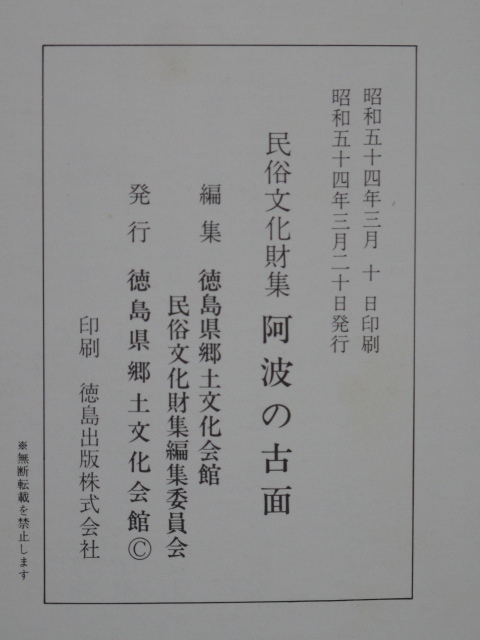 昭和五十四年三月 十 日印刷
昭和五十四年三月二十日発行
民俗文化財集 阿波の古面
編集 徳島県郷土文化会館
民俗文化財集編集委員会
発行 徳島県郷土文化会館©
印刷 徳島出版株式会社
※無断転載を禁止します